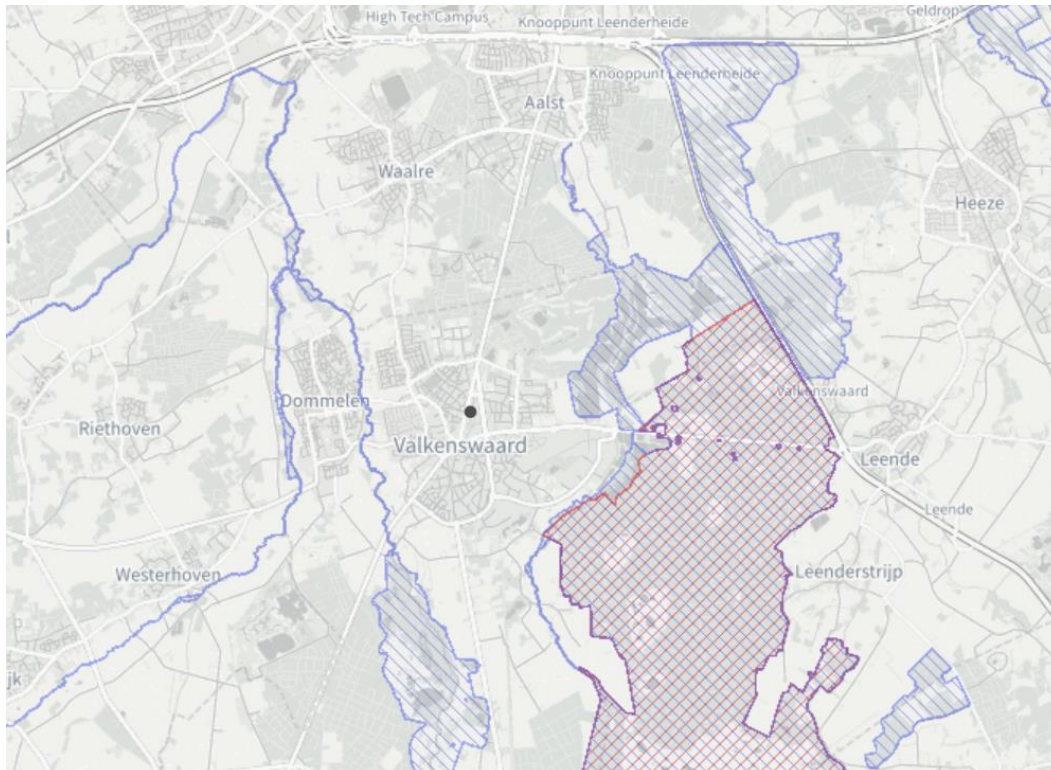 High Tech Campus
Knooppunt Leenderheide
Geldrop
Knooppunt Leenderheide
Aalst
Waalre
Heeze
Valkenswaard
Dommelen
Riethoven
Valkenswaard
Leende
Leende
Westerhoven
Leenderstrijp
jk